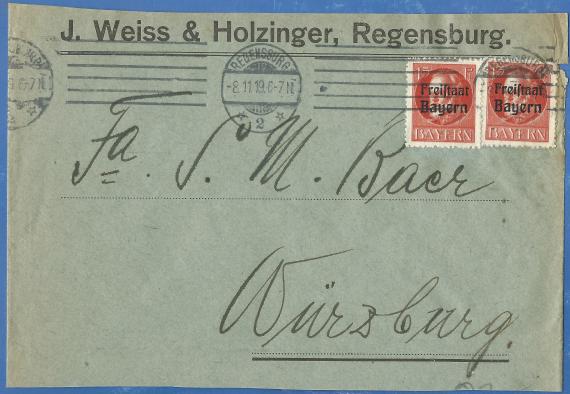 J. Weiss & Holzinger, Regensburg.
REGENSBURG
-8.11.19.6-7N.
2
Freistaat
Bayern
BAYERN
Freistaat
Bayern
BAYERN
Fa. S. M. Baer
Würzburg.